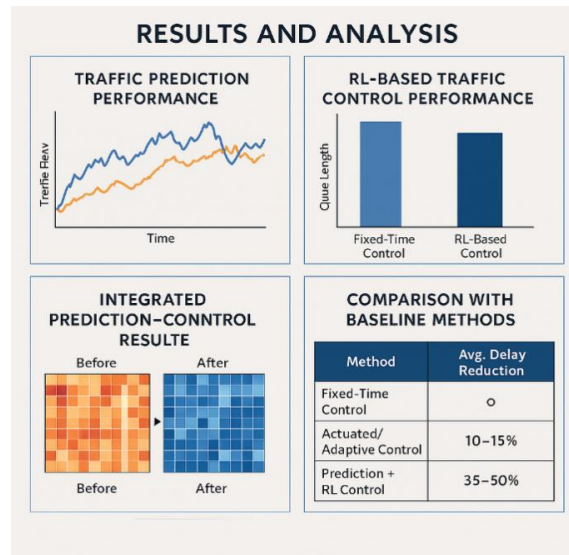 RESULTS AND ANALYSIS
TRAFFIC PREDICTION
PERFORMANCE
Time
RL-BASED TRAFFIC
CONTROL PERFORMANCE
Quue Length
Fixed-Time
Control
RL-Based
Control
INTEGRATED
PREDICTION-CONNTROL
RESULTE
Before
After
Before
After
COMPARISON WITH
BASELINE METHODS
Method
Avg. Delay
Reduction
Fixed-Time
Control
o
Actuated/
Adaptive Control
10–15%
Prediction +
RL Control
35–50%